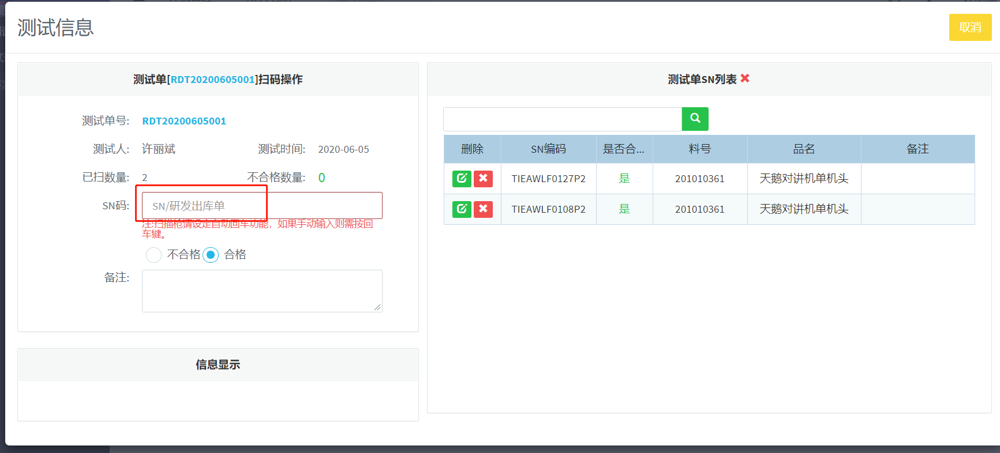 测试信息
取消
测试单[RDT20200605001]扫码操作
测试单号: RDT20200605001
测试人: 许丽斌 测试时间: 2020-06-05
已扫数量: 2 不合格数量: 0
SN码: SN/研发出库单
注:扫描枪请设定自动回车功能，如果手动输入则需按回
车键。
不合格 合格
备注:
信息显示
测试单SN列表
删除 SN编码 是否合... 料号 品名 备注
TIEAWLF0127P2 是 201010361 天鹅对讲机单机头
TIEAWLF0108P2 是 201010361 天鹅对讲机单机头